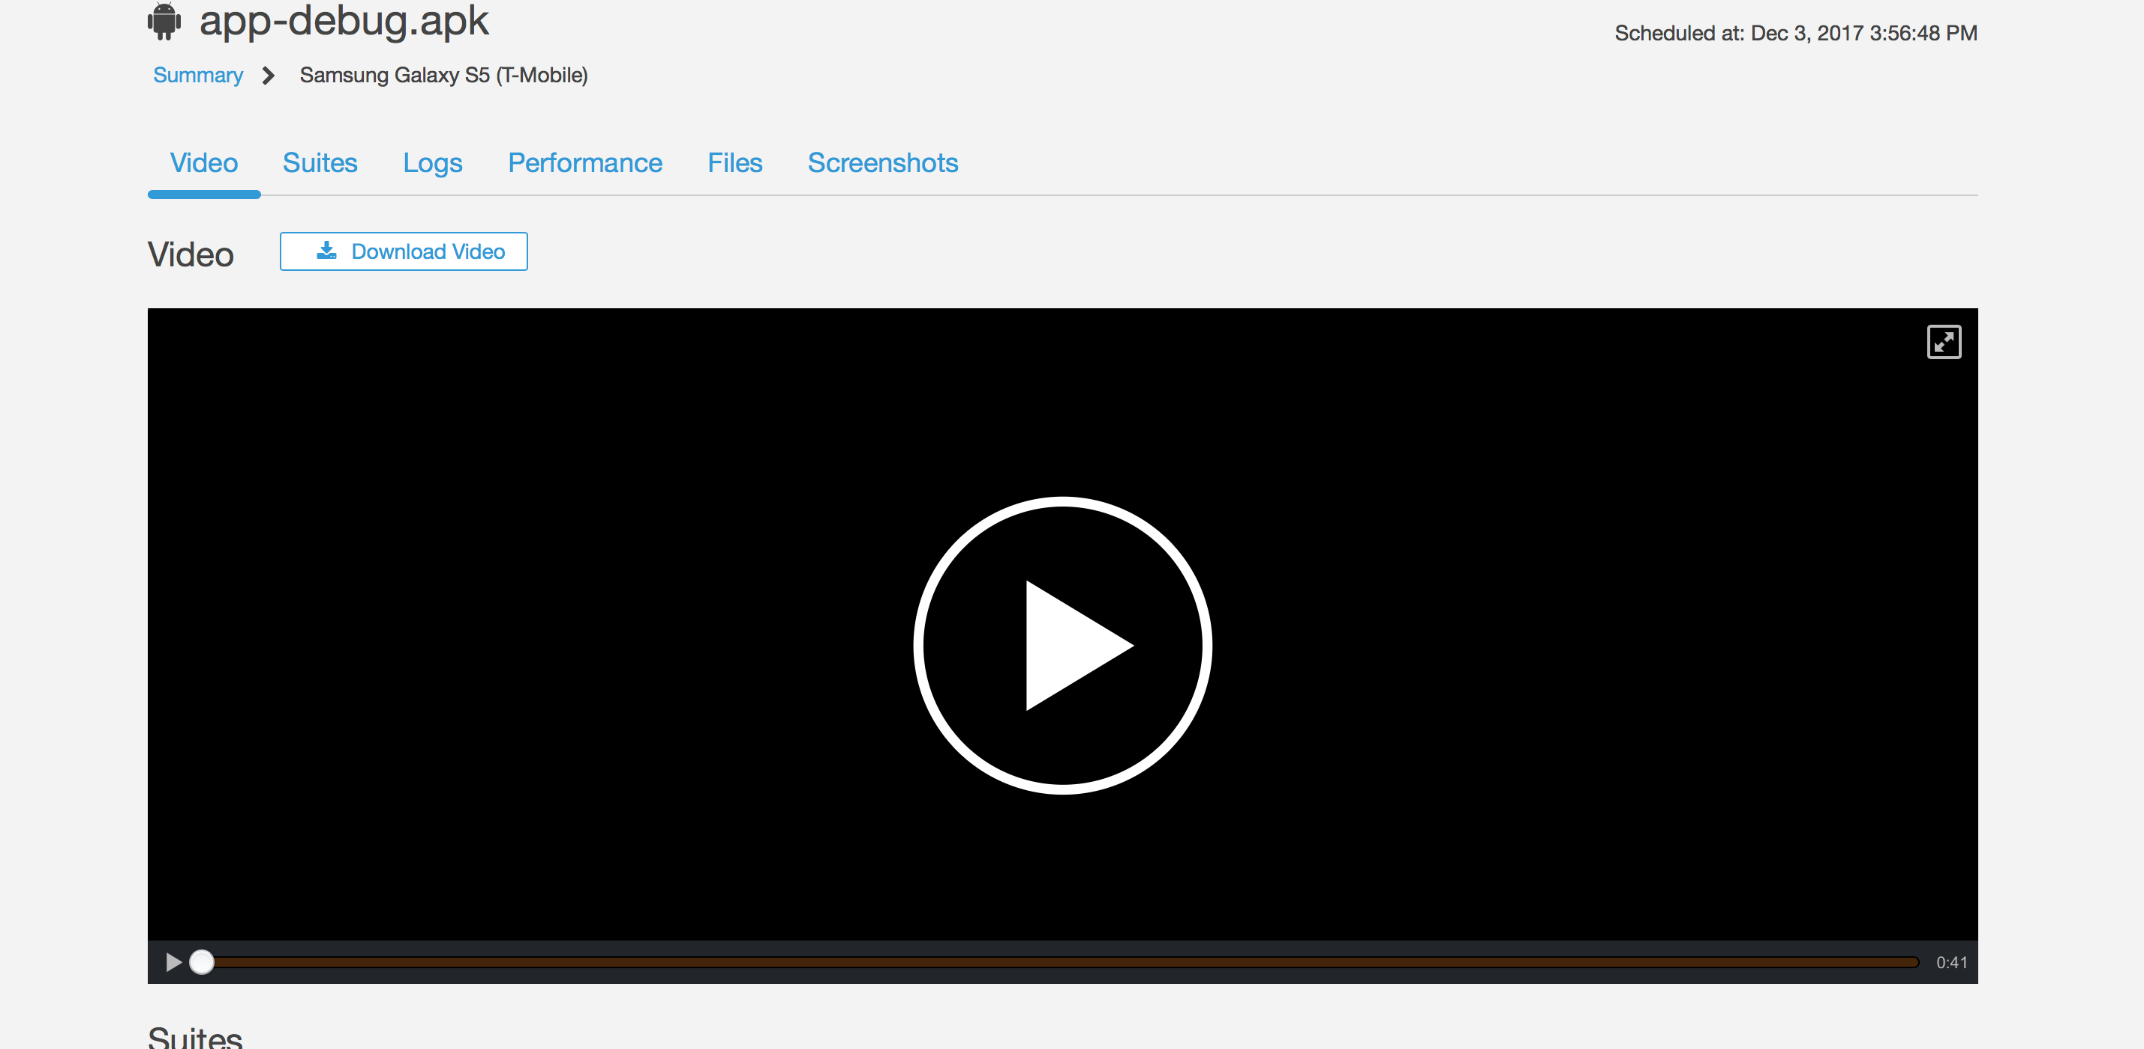 app-debug.apk
Scheduled at: Dec 3, 2017 3:56:48 PM
Summary Samsung Galaxy S5 (T-Mobile)
Video Suites Logs Performance Files Screenshots
Video Download Video
0:41
Suites